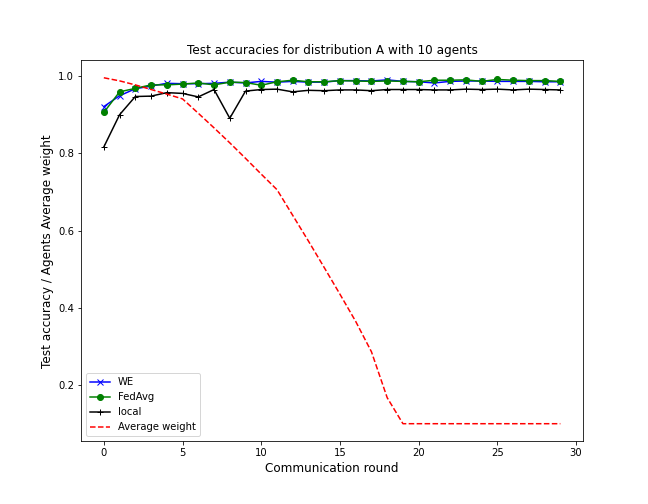 Test accuracies for distribution A with 10 agents
Test accuracy / Agents Average weight
1.0
0.8
0.6
0.4
0.2
WE
FedAvg
local
Average weight
0 5 10 15 20 25 30
Communication round